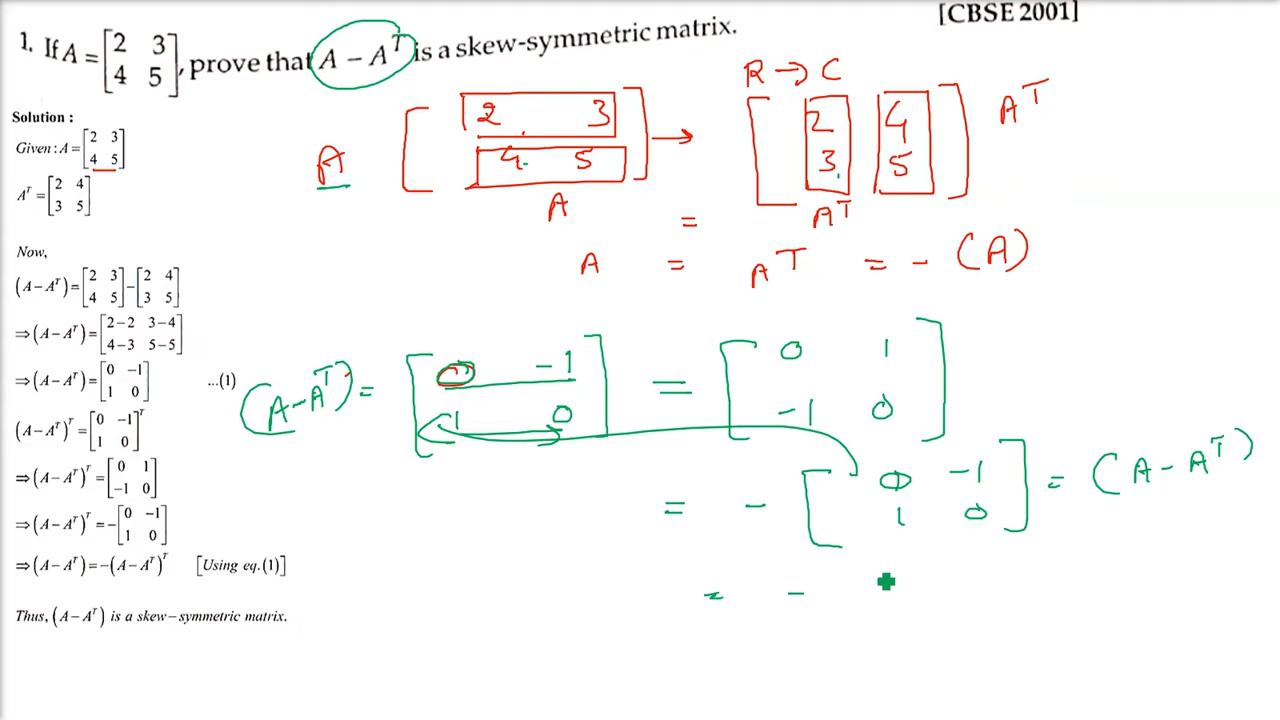 [CBSE 2001]
1. If A = [2 3; 4 5], prove that A − A^T is a skew-symmetric matrix.
Solution :
Given : A = [2 3; 4 5]
A^T = [2 4; 3 5]
Now,
(A−A^T) = [2 3; 4 5] − [2 4; 3 5]
⇒(A−A^T) = [2−2 3−4; 4−3 5−5]
⇒(A−A^T) = [0 −1; 1 0] ...(1)
(A−A^T)^T = [0 −1; 1 0]^T
⇒(A−A^T)^T = [0 1; −1 0]
⇒(A−A^T)^T = −[0 −1; 1 0]
⇒(A−A^T) = −(A−A^T)^T [Using eq.(1)]
Thus, (A−A^T) is a skew−symmetric matrix.
R → C
A [2 3; 4 5] → [2 4; 3 5] A^T
A = A^T
A = A^T = - (A)
(A-A^T) = [0 -1; 1 0] = [0 1; -1 0]
= - [0 -1; 1 0] = (A - A^T)
= -